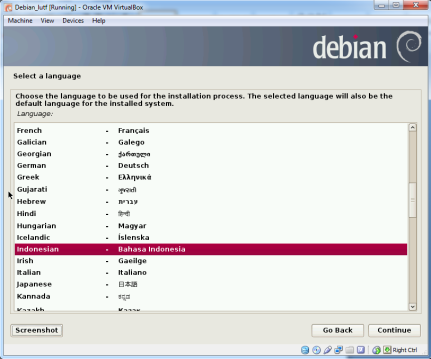 Debian_lutf [Running] - Oracle VM VirtualBox
Machine View Devices Help
debian
Select a language
Choose the language to be used for the installation process. The selected language will also be the
default language for the installed system.
Language:
French - Français
Galician - Galego
Georgian - ქართული
German - Deutsch
Greek - Ελληνικά
Gujarati - ગુજરાતી
Hebrew - עברית
Hindi - हिन्दी
Hungarian - Magyar
Icelandic - Íslenska
Indonesian - Bahasa Indonesia
Irish - Gaeilge
Italian - Italiano
Japanese - 日本語
Kannada - ಕನ್ನಡ
Kazakh - Қазақ
Screenshot Go Back Continue
Right Ctrl